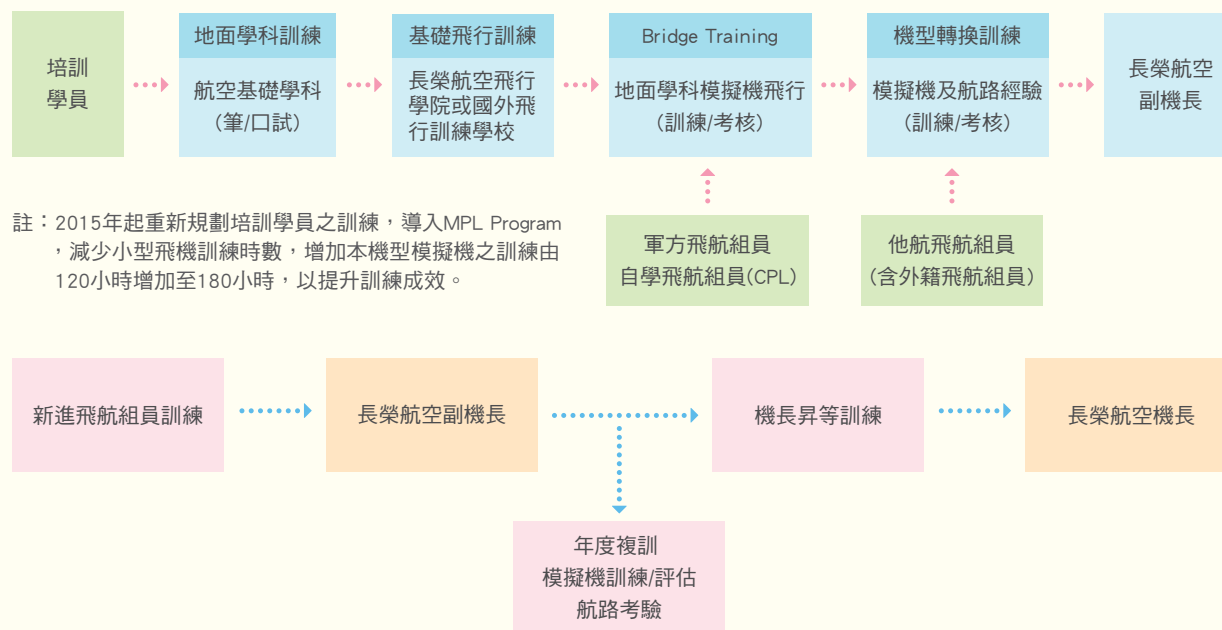 培訓
學員
地面學科訓練
航空基礎學科
(筆/口試)
基礎飛行訓練
長榮航空飛行
學院或國外飛
行訓練學校
Bridge Training
地面學科模擬機飛行
(訓練/考核)
機型轉換訓練
模擬機及航路經驗
(訓練/考核)
長榮航空
副機長
註：2015年起重新規劃培訓學員之訓練，導入MPL Program
，減少小型飛機訓練時數，增加本機型模擬機之訓練由
120小時增加至180小時，以提升訓練成效。
軍方飛航組員
自學飛航組員(CPL)
他航飛航組員
(含外籍飛航組員)
新進飛航組員訓練
長榮航空副機長
機長昇等訓練
長榮航空機長
年度複訓
模擬機訓練/評估
航路考驗